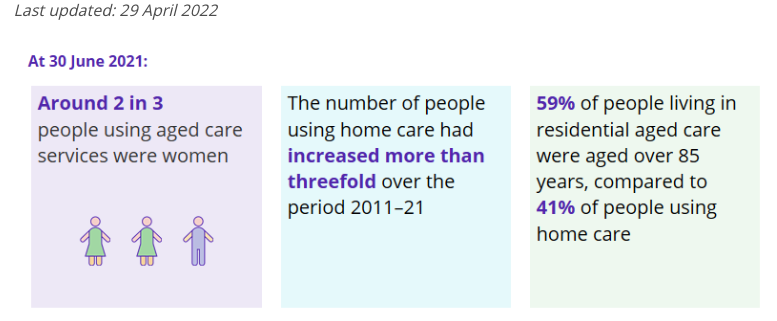 Last updated: 29 April 2022
At 30 June 2021:
Around 2 in 3
people using aged care
services were women
The number of people
using home care had
increased more than
threefold over the
period 2011–21
59% of people living in
residential aged care
were aged over 85
years, compared to
41% of people using
home care